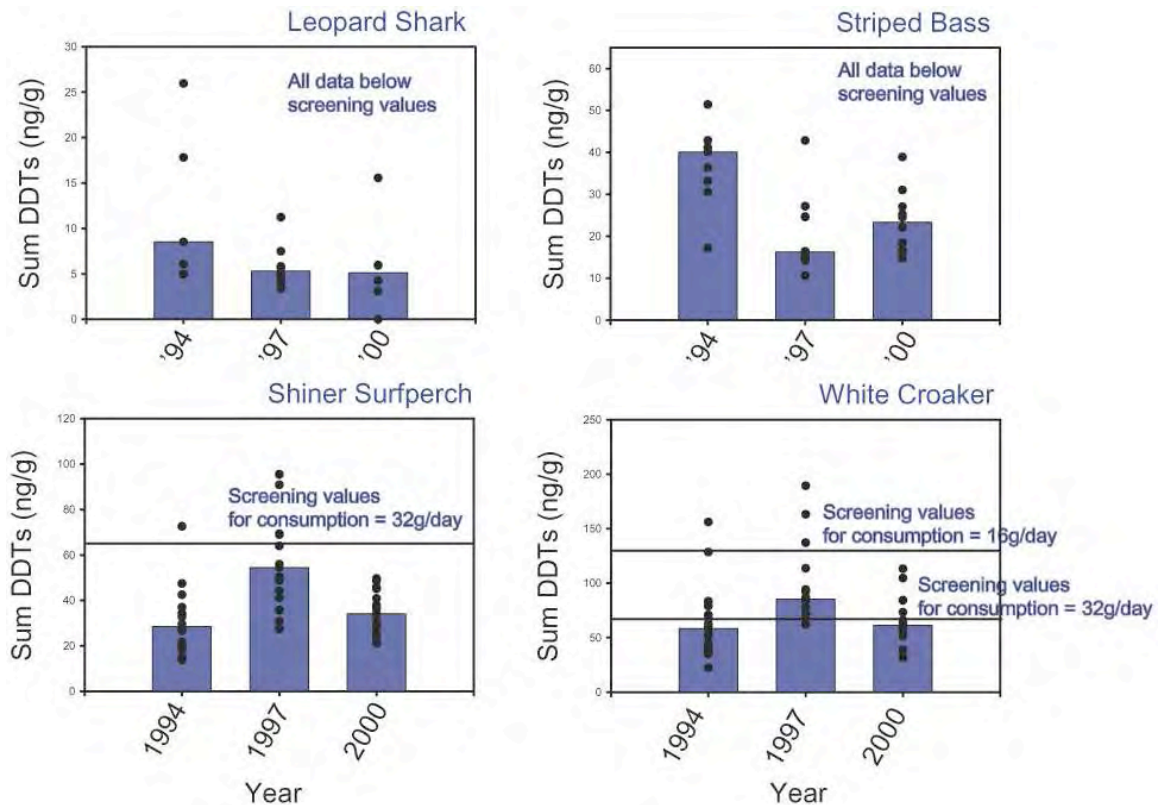 Leopard Shark
Sum DDTs (ng/g)
30
25
20
15
10
5
0
All data below
screening values
'94
'97
'00
Striped Bass
Sum DDTs (ng/g)
60
50
40
30
20
10
0
All data below
screening values
'94
'97
'00
Shiner Surfperch
Sum DDTs (ng/g)
120
100
80
60
40
20
0
Screening values
for consumption = 32g/day
1994
1997
2000
Year
White Croaker
Sum DDTs (ng/g)
250
200
150
100
50
0
Screening values
for consumption = 16g/day
Screening values
for consumption = 32g/day
1994
1997
2000
Year